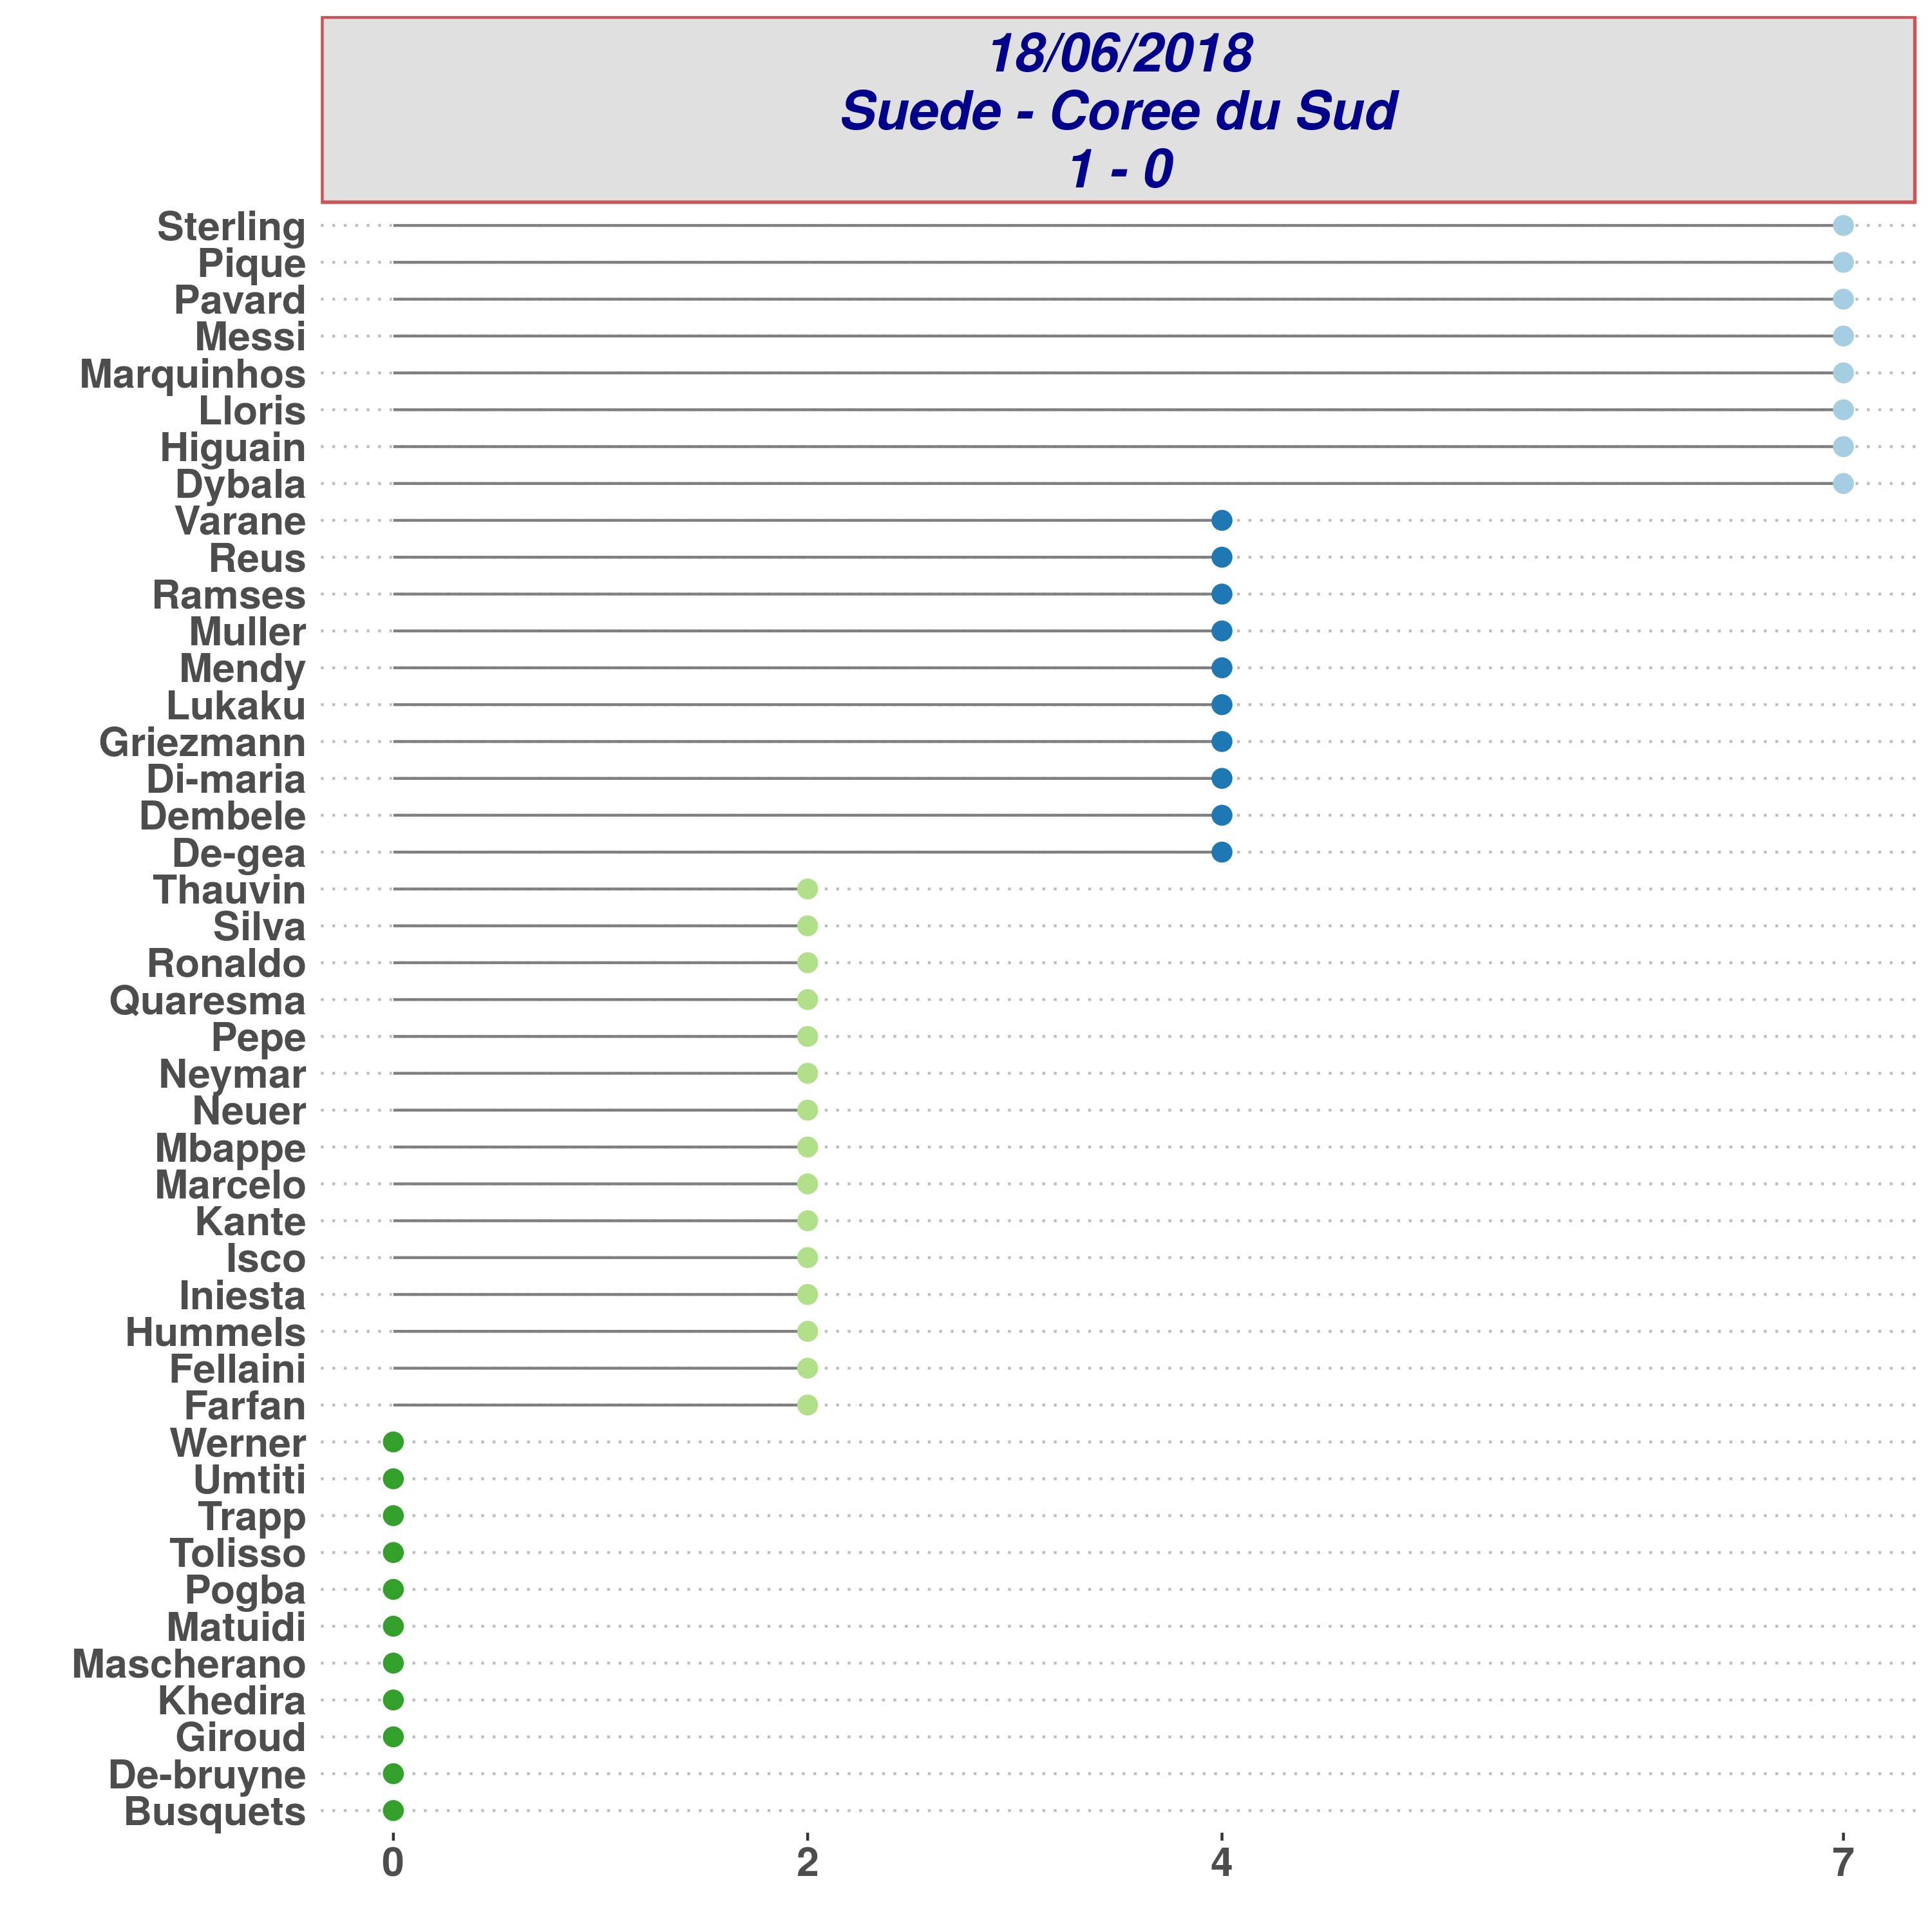 18/06/2018
Suede - Coree du Sud
1 - 0
Sterling
Pique
Pavard
Messi
Marquinhos
Lloris
Higuain
Dybala
Varane
Reus
Ramses
Muller
Mendy
Lukaku
Griezmann
Di-maria
Dembele
De-gea
Thauvin
Silva
Ronaldo
Quaresma
Pepe
Neymar
Neuer
Mbappe
Marcelo
Kante
Isco
Iniesta
Hummels
Fellaini
Farfan
Werner
Umtiti
Trapp
Tolisso
Pogba
Matuidi
Mascherano
Khedira
Giroud
De-bruyne
Busquets
0 2 4 7